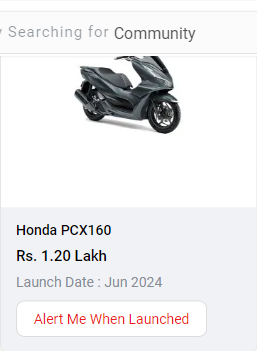 Searching for Community
Honda PCX160
Rs. 1.20 Lakh
Launch Date : Jun 2024
Alert Me When Launched